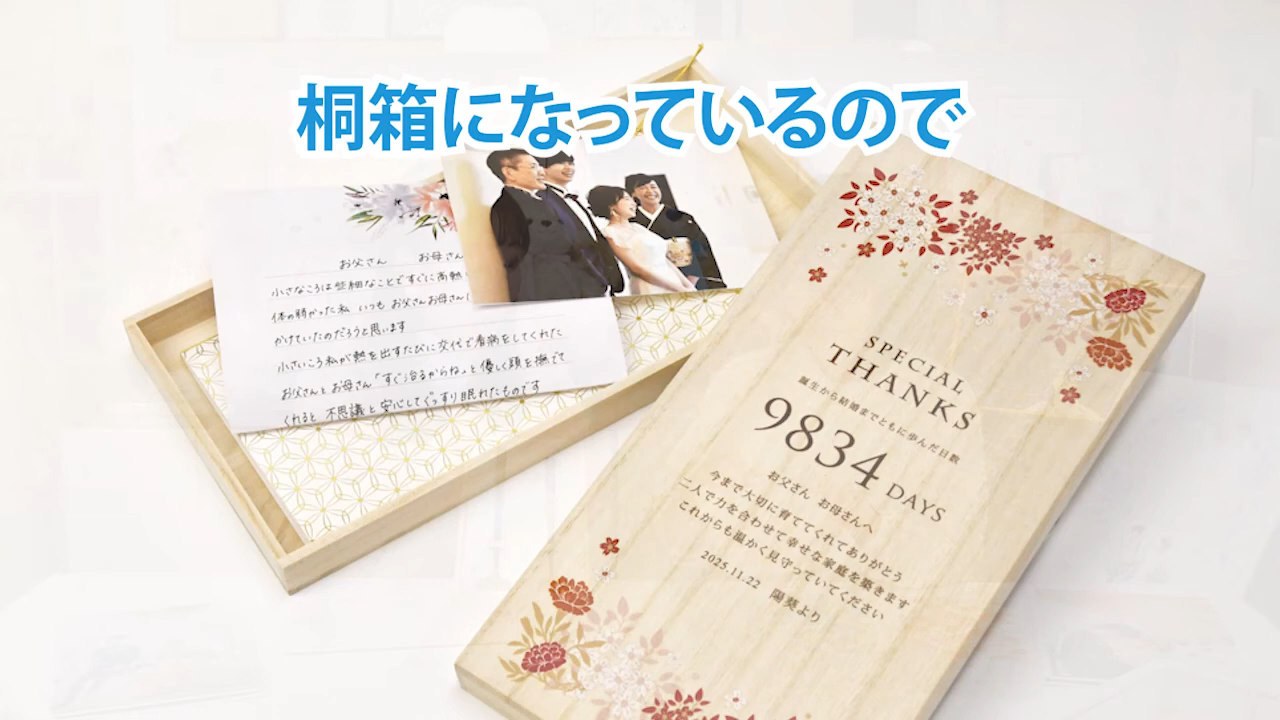 桐箱になっているので
お父さん お母さん
小さなころは些細なことですぐに高熱
体の弱かった私 いつも お父さんお母さん
かけていたのだろうと思います
小さいころ私が熱を出すたびに交代で看病をしてくれた
お父さんとお母さん「すぐ治るからね」と優しく頭を撫でて
くれると 不思議と安心してぐっすり眠れたものです
SPECIAL
THANKS
誕生から結婚までともに歩んだ日数
9834 DAYS
お父さん お母さんへ
今まで大切に育ててくれてありがとう
二人で力を合わせて幸せな家庭を築きます
これからも温かく見守っていてください
2025.11.22 陽葵より